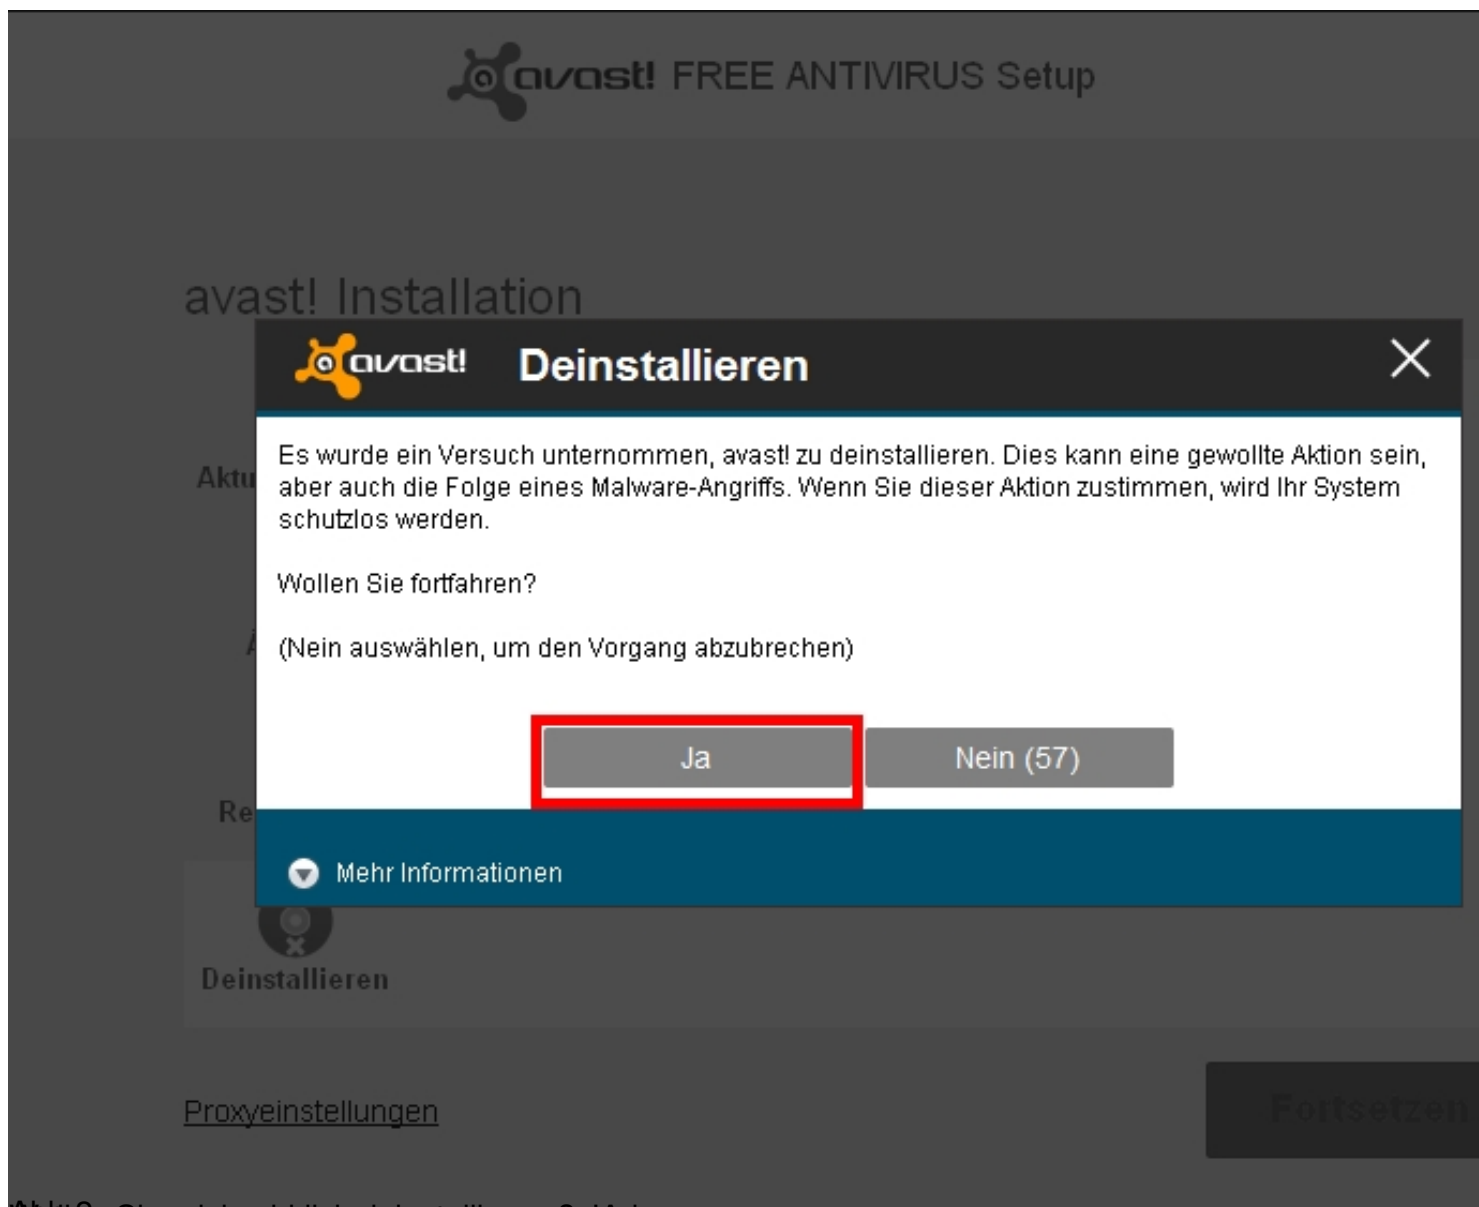 avast! FREE ANTIVIRUS Setup
avast! Installation
avast! Deinstallieren
Es wurde ein Versuch unternommen, avast! zu deinstallieren. Dies kann eine gewollte Aktion sein,
aber auch die Folge eines Malware-Angriffs. Wenn Sie dieser Aktion zustimmen, wird Ihr System
schutzlos werden.
Wollen Sie fortfahren?
(Nein auswählen, um den Vorgang abzubrechen)
Ja
Nein (57)
Mehr Informationen
Deinstallieren
Proxyeinstellungen
Fortsetzen